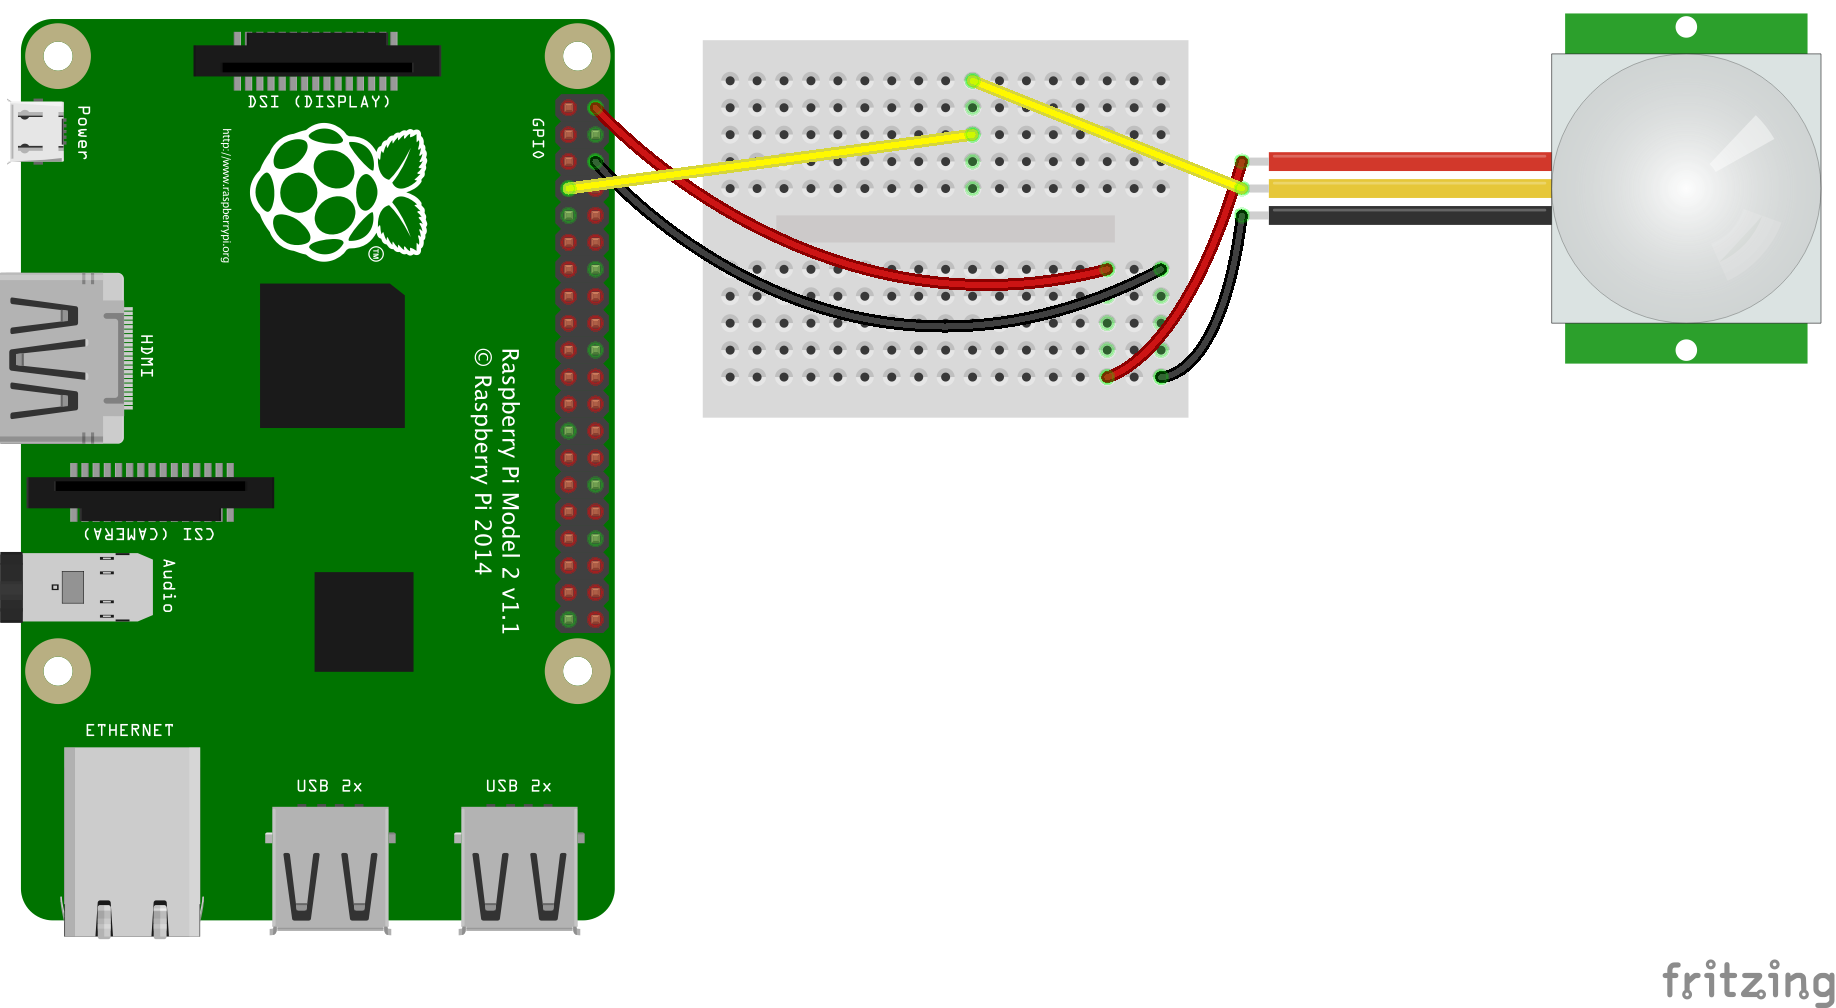 DSI (DISPLAY)
Power
http://www.raspberrypi.org
GPIO
TM
HDMI
Raspberry Pi Model 2 v1.1
© Raspberry Pi 2014
CSI (CAMERA)
Audio
ETHERNET
USB 2x
USB 2x
fritzing